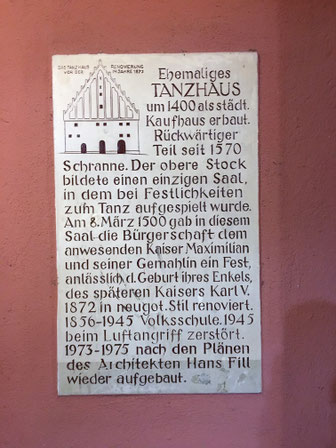 DAS TANZHAUS
VOR DER
RENOVIERUNG
IM JAHRE 1872
Ehemaliges
TANZHAUS
um 1400 als städt.
Kaufhaus erbaut.
Rückwärtiger
Teil seit 1570
Schranne. Der obere Stock
bildete einen einzigen Saal,
in dem bei Festlichkeiten
zum Tanz aufgespielt wurde.
Am 8. März 1500 gab in diesem
Saal die Bürgerschaft dem
anwesenden Kaiser Maximilian
und seiner Gemahlin ein Fest,
anlässlich d. Geburt ihres Enkels,
des späteren Kaisers Karl V.
1872 in neugot. Stil renoviert.
1856-1945 Volksschule. 1945
beim Luftangriff zerstört.
1973-1975 nach den Plänen
des Architekten Hans Fill
wieder aufgebaut.